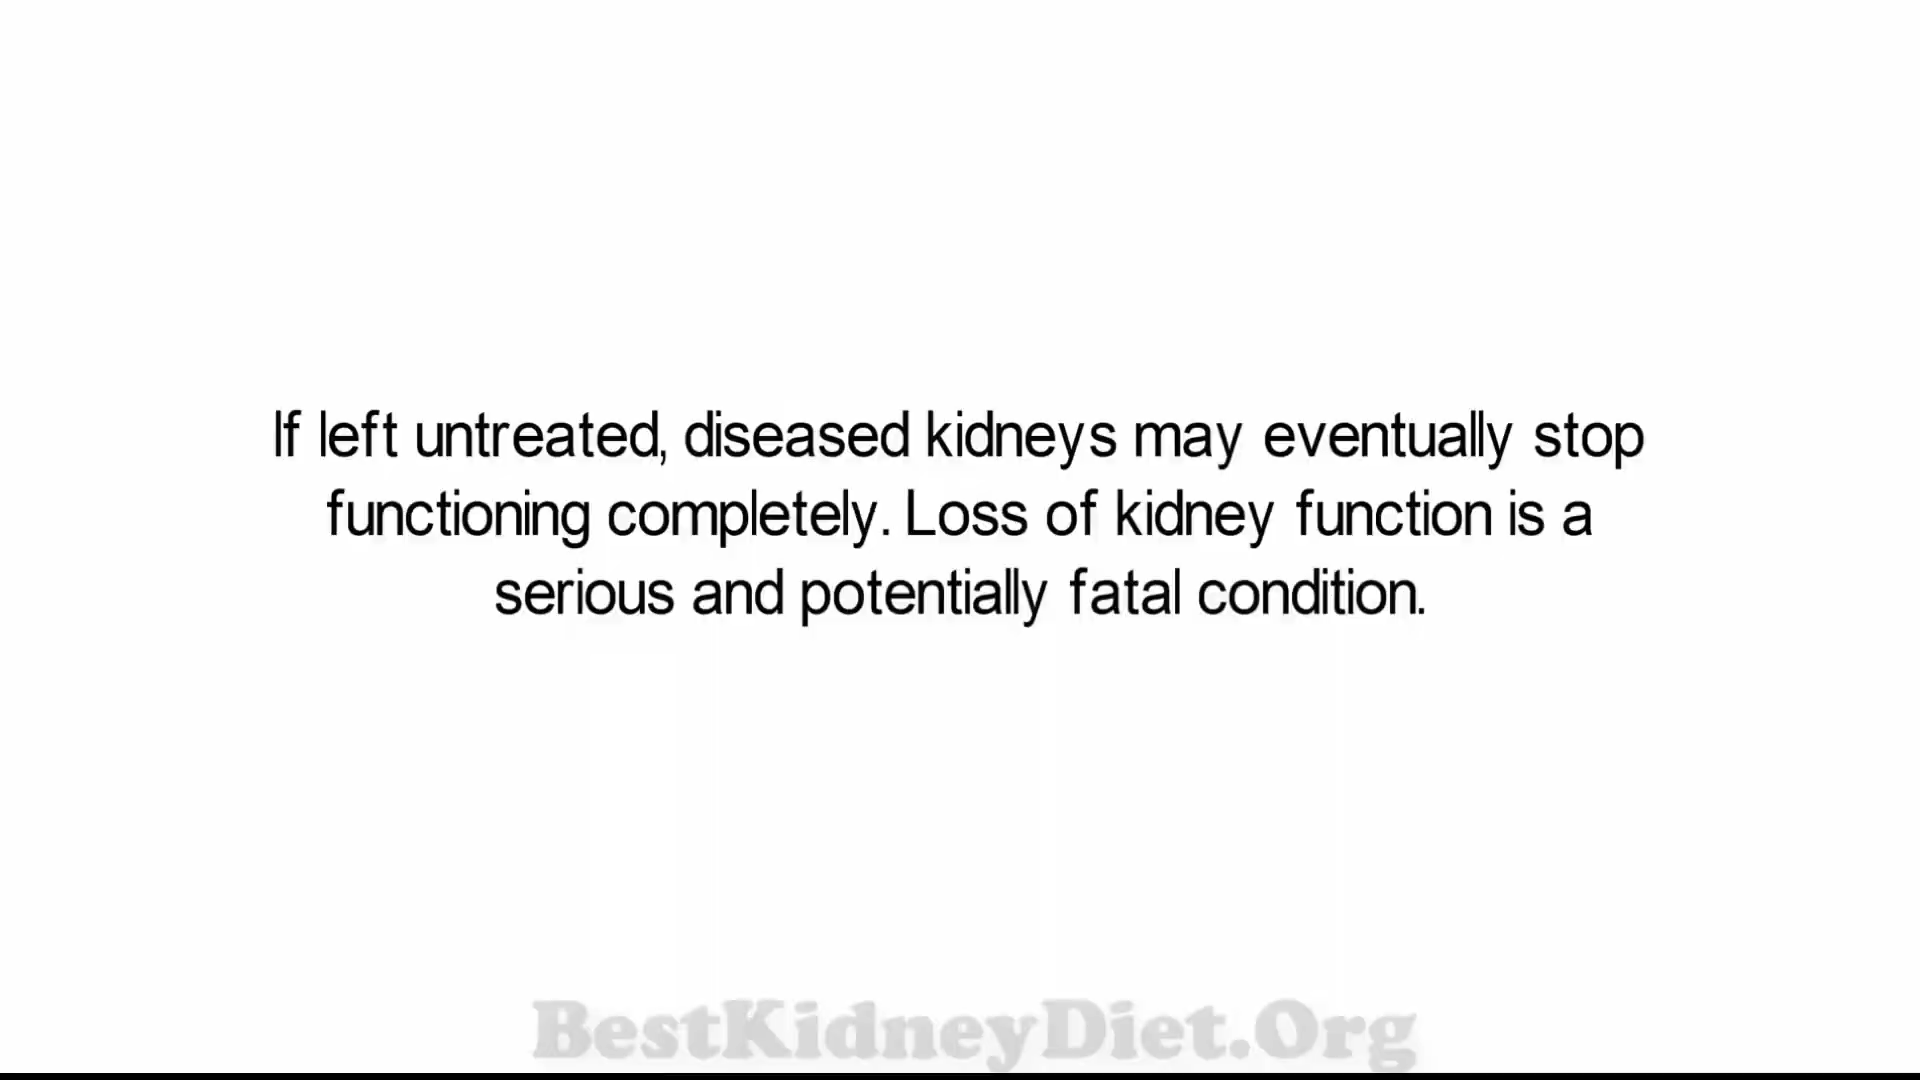 If left untreated, diseased kidneys may eventually stop
functioning completely. Loss of kidney function is a
serious and potentially fatal condition.
BestKidneyDiet.Org